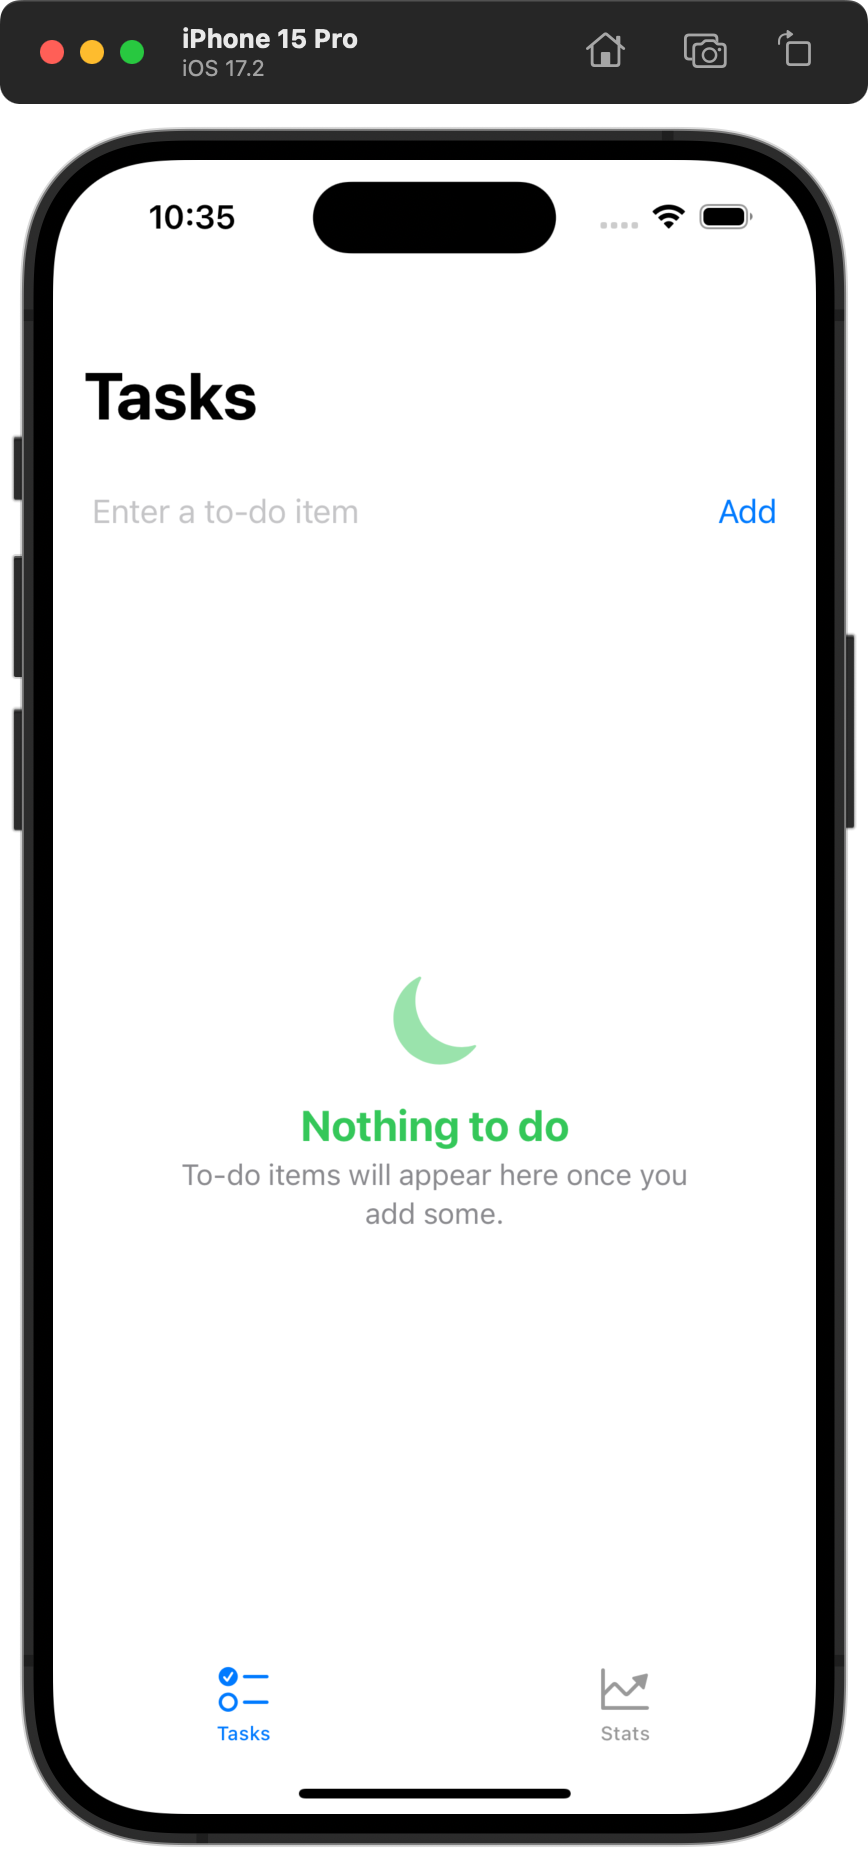 iPhone 15 Pro
iOS 17.2
10:35
Tasks
Enter a to-do item
Add
Nothing to do
To-do items will appear here once you
add some.
Tasks
Stats